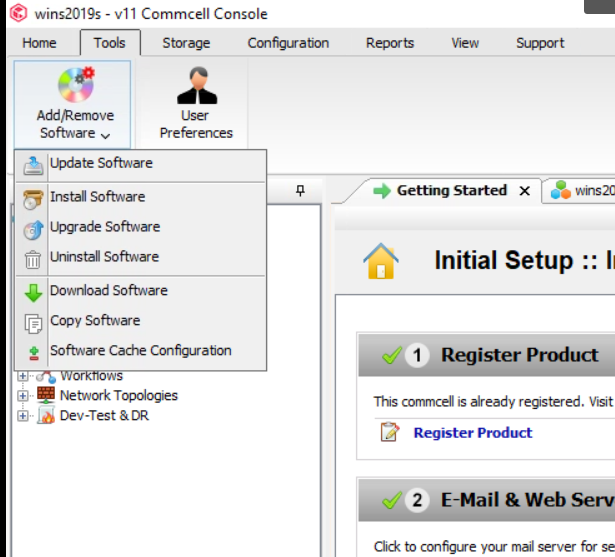 wins2019s - v11 Commcell Console
Home Tools Storage Configuration Reports View Support
Add/Remove
Software
User
Preferences
Update Software
Install Software
Upgrade Software
Uninstall Software
Download Software
Copy Software
Software Cache Configuration
Workflows
Network Topologies
Dev-Test & DR
Getting Started
wins20
Initial Setup :: I
1 Register Product
This commcell is already registered. Visit
Register Product
2 E-Mail & Web Serv
Click to configure your mail server for se